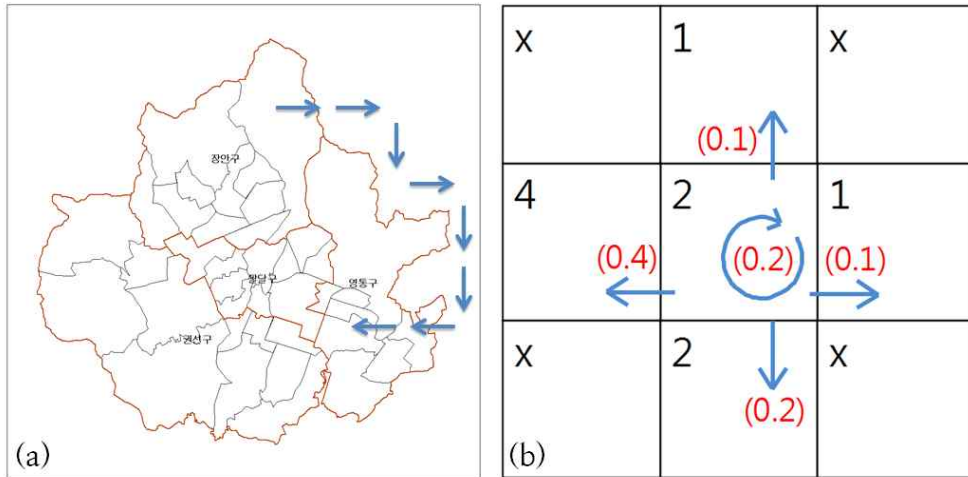 장안구
팔달구
영통구
권선구
(a)
x 1 x
(0.1)
4 2 1
(0.4) (0.2) (0.1)
x 2 x
(0.2)
(b)